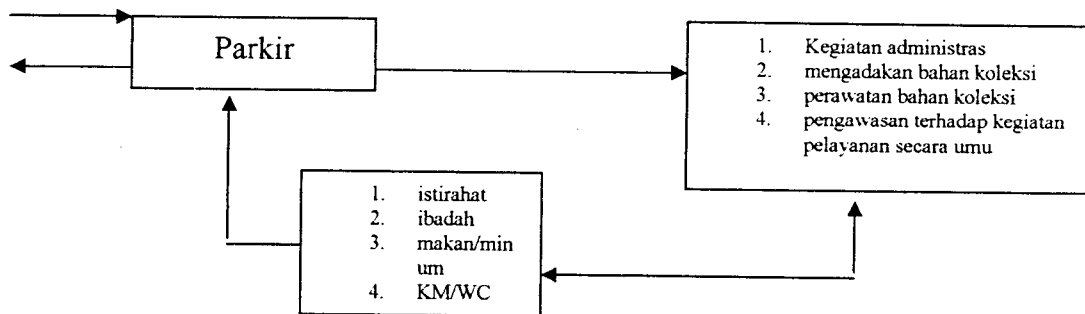 Parkir
1. Kegiatan administras
2. mengadakan bahan koleksi
3. perawatan bahan koleksi
4. pengawasan terhadap kegiatan
pelayanan secara umu
1. istirahat
2. ibadah
3. makan/min
um
4. KM/WC